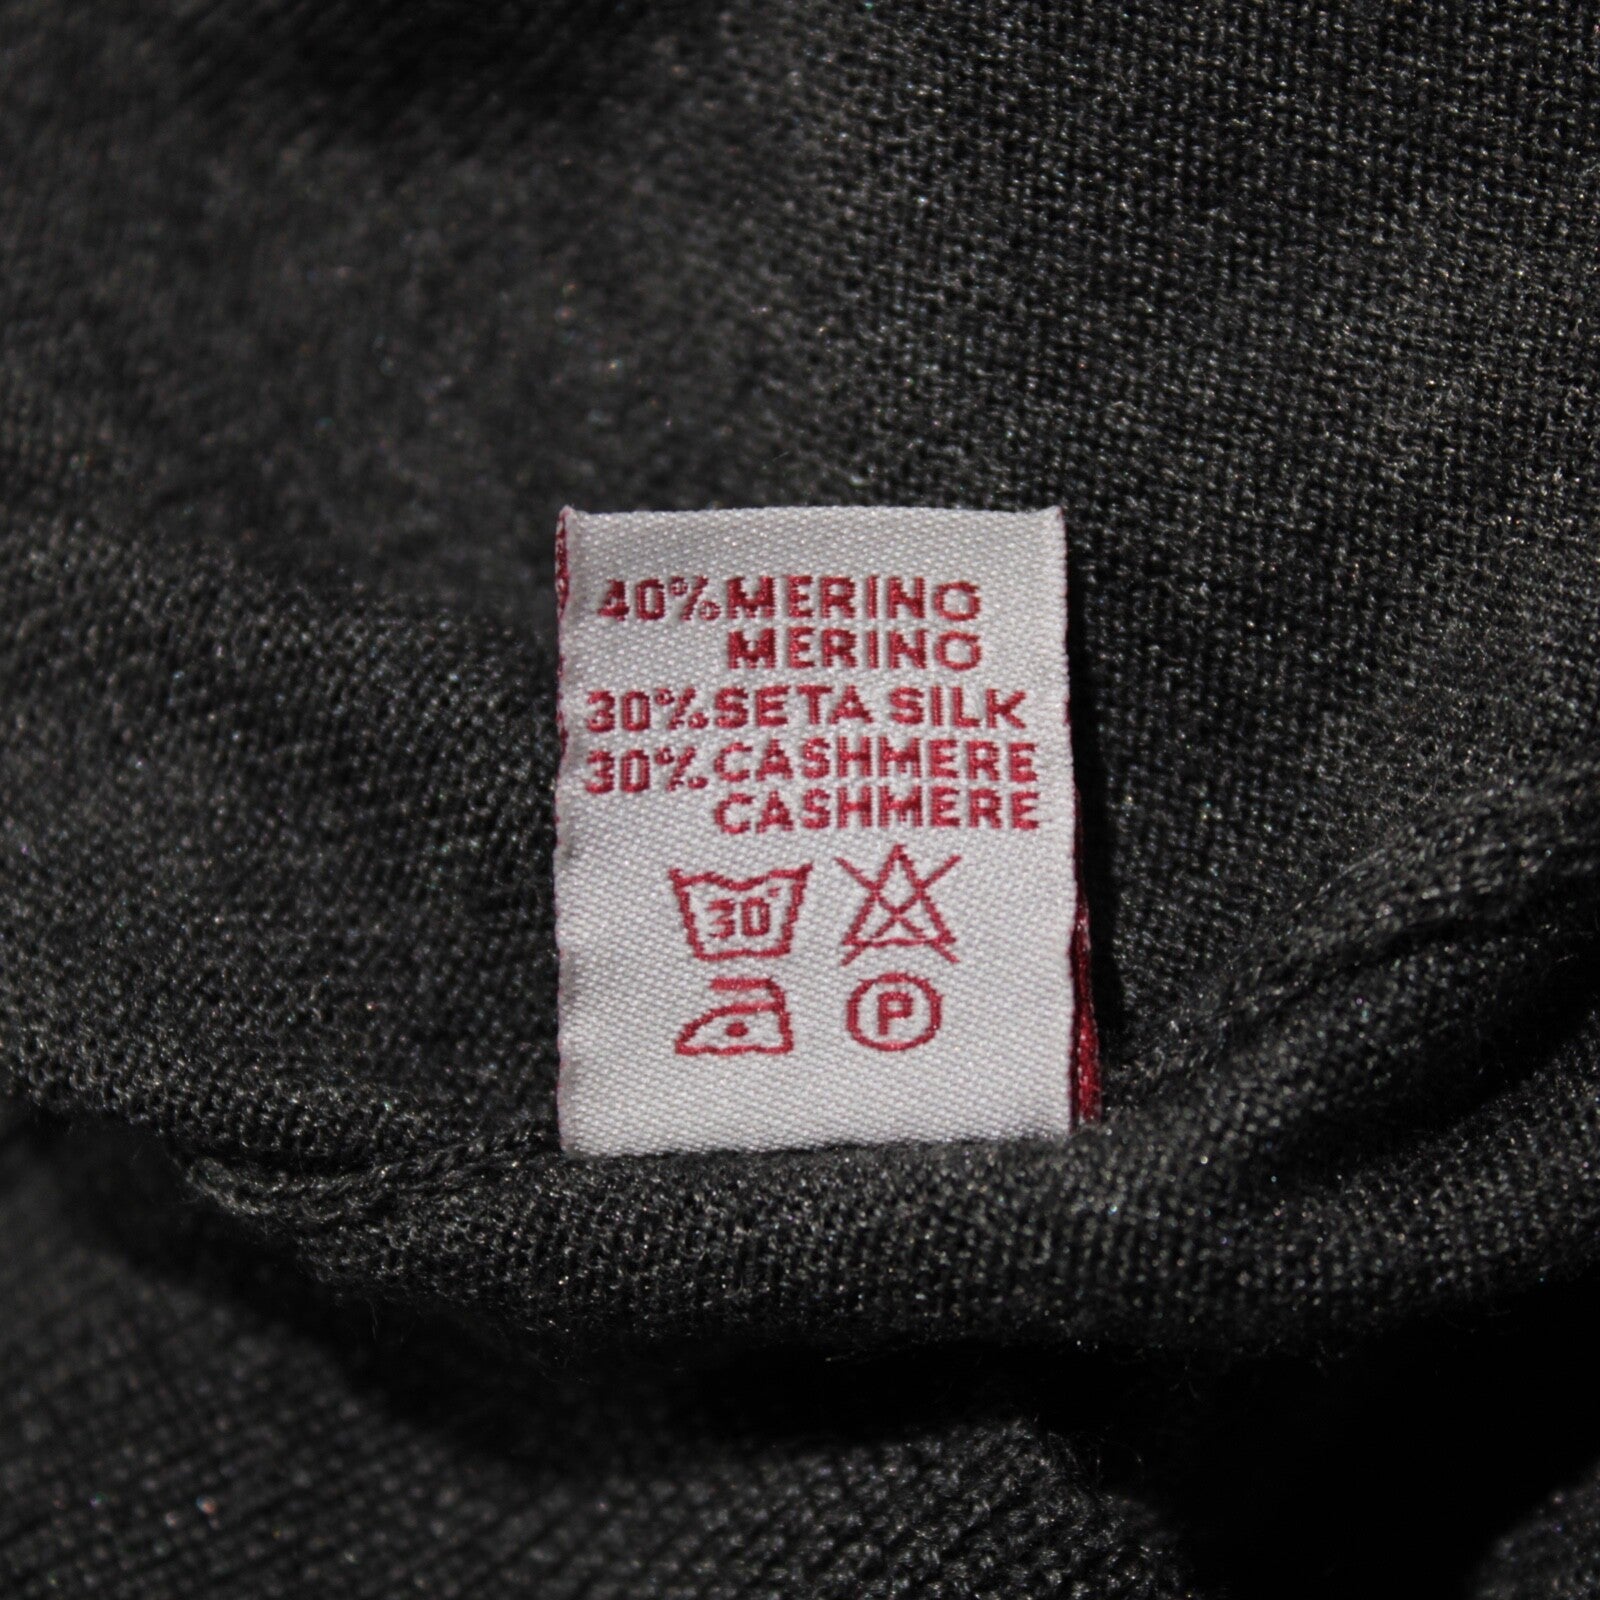 40% MERINO
MERINO
30% SETA SILK
30% CASHMERE
CASHMERE
30°
P